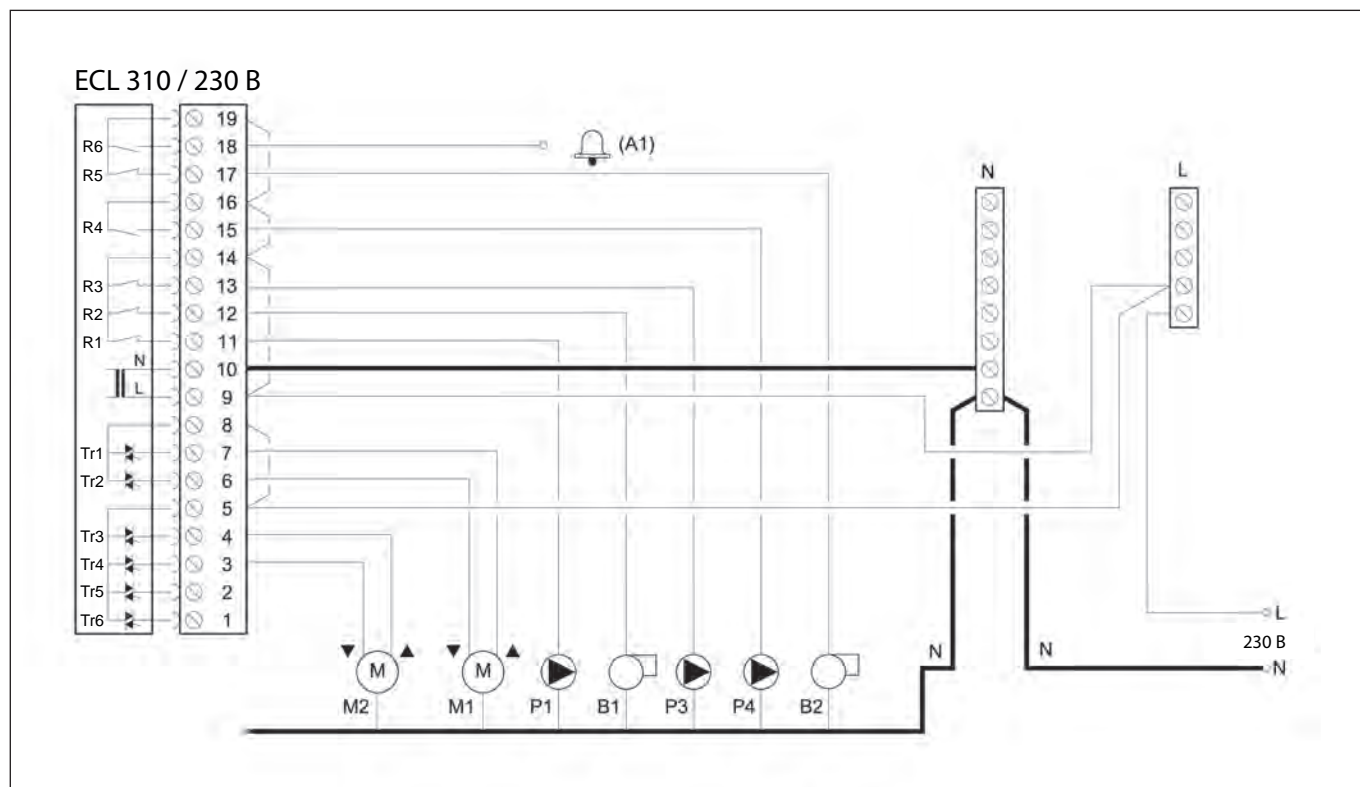 ECL 310 / 230 B
19
R6 18 (A1)
R5 17
N L
16
R4 15
14
R3 13
R2 12
R1 11
N 10
L 9
8
Tr1 7
Tr2 6
5
Tr3 4
Tr4 3
Tr5 2
Tr6 1
L
230 B
N N N
M M
M2 M1 P1 B1 P3 P4 B2